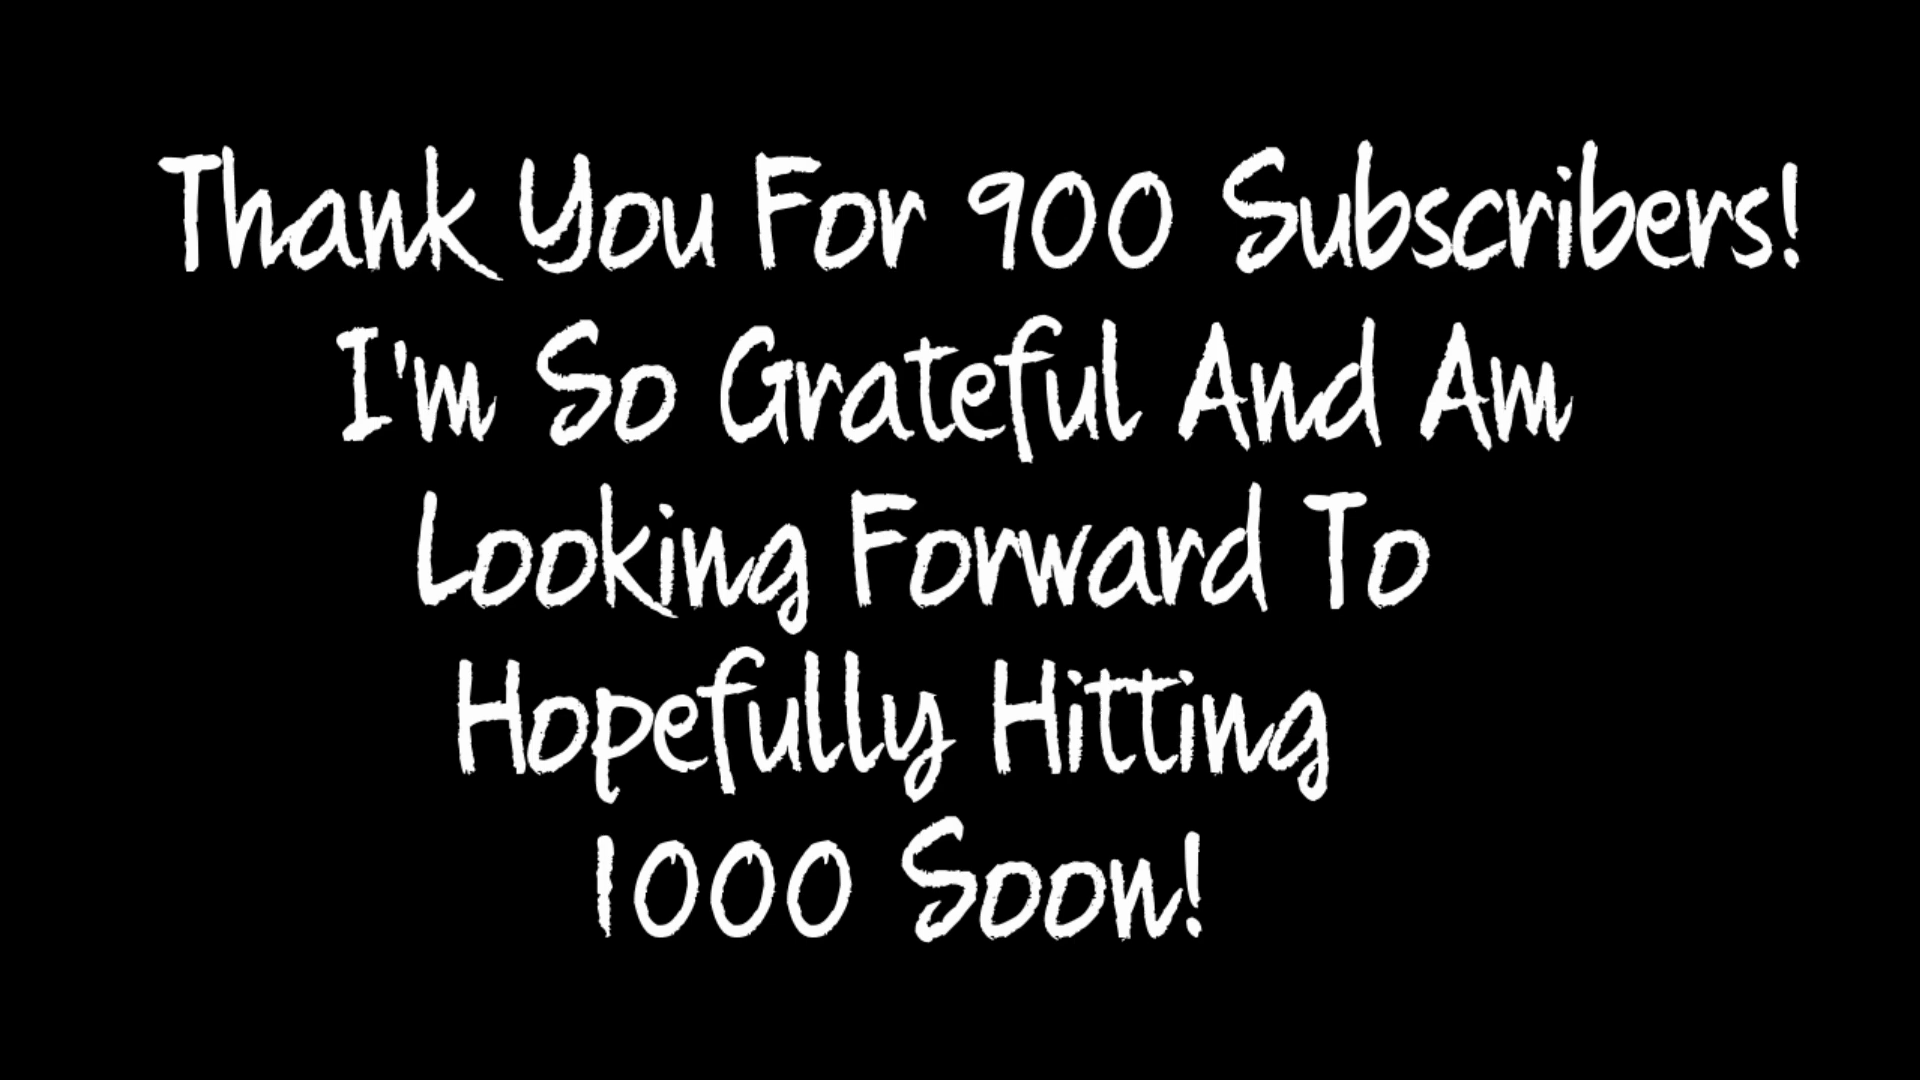 Thank You For 900 Subscribers!
I'm So Grateful And Am
Looking Forward To
Hopefully Hitting
1000 Soon!